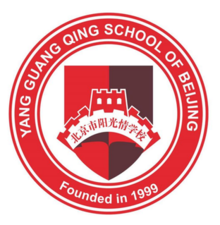 YANG GUANG QING SCHOOL OF BEIJING
北京市阳光情学校
Founded in 1999